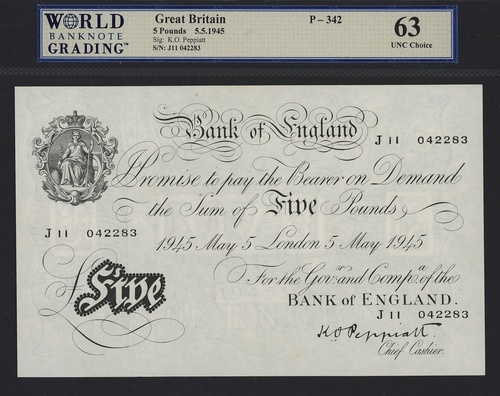 WORLD
BANKNOTE
GRADING™
Great Britain
5 Pounds 5.5.1945
Sig: K.O. Peppiatt
S/N: J11 042283
P-342
63
UNC Choice
Bank of England
J 11 042283
I Promise to pay the Bearer on Demand
the Sum of Five Pounds
J 11 042283
1945 May 5 London 5 May 1945
For the Govr. and Compa. of the
£ Five
BANK of ENGLAND.
J 11 042283
K.O. Peppiatt
Chief Cashier.